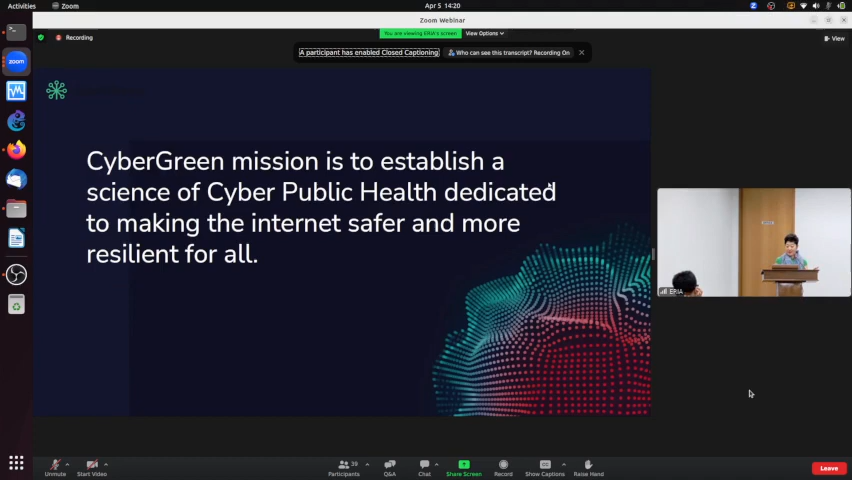 Activities
Zoom
Apr 5 14:20
Zoom Webinar
Recording
You are viewing ERIA's screen
View Options
View
A participant has enabled Closed Captioning
Who can see this transcript? Recording On
zoom
CyberGreen mission is to establish a
science of Cyber Public Health dedicated
to making the internet safer and more
resilient for all.
ERIA
Unmute
Start Video
39
Participants
Q&A
Chat
Share Screen
Record
Show Captions
Raise Hand
Leave